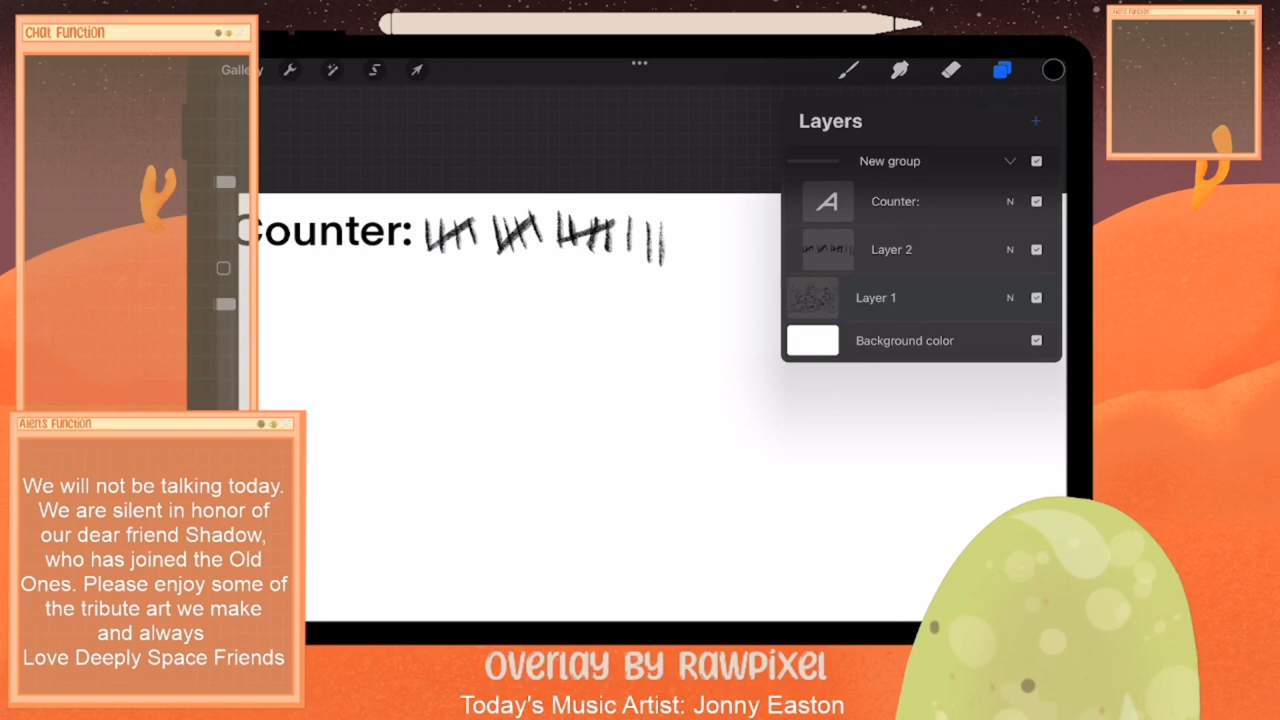 CHAT FUNCTION
Gallery
Counter:
Layers
New group
Counter:
N
Layer 2
N
Layer 1
N
Background color
Alerts Function
Alerts Function
We will not be talking today.
We are silent in honor of
our dear friend Shadow,
who has joined the Old
Ones. Please enjoy some of
the tribute art we make
and always
Love Deeply Space Friends
Overlay by Rawpixel
Today's Music Artist: Jonny Easton